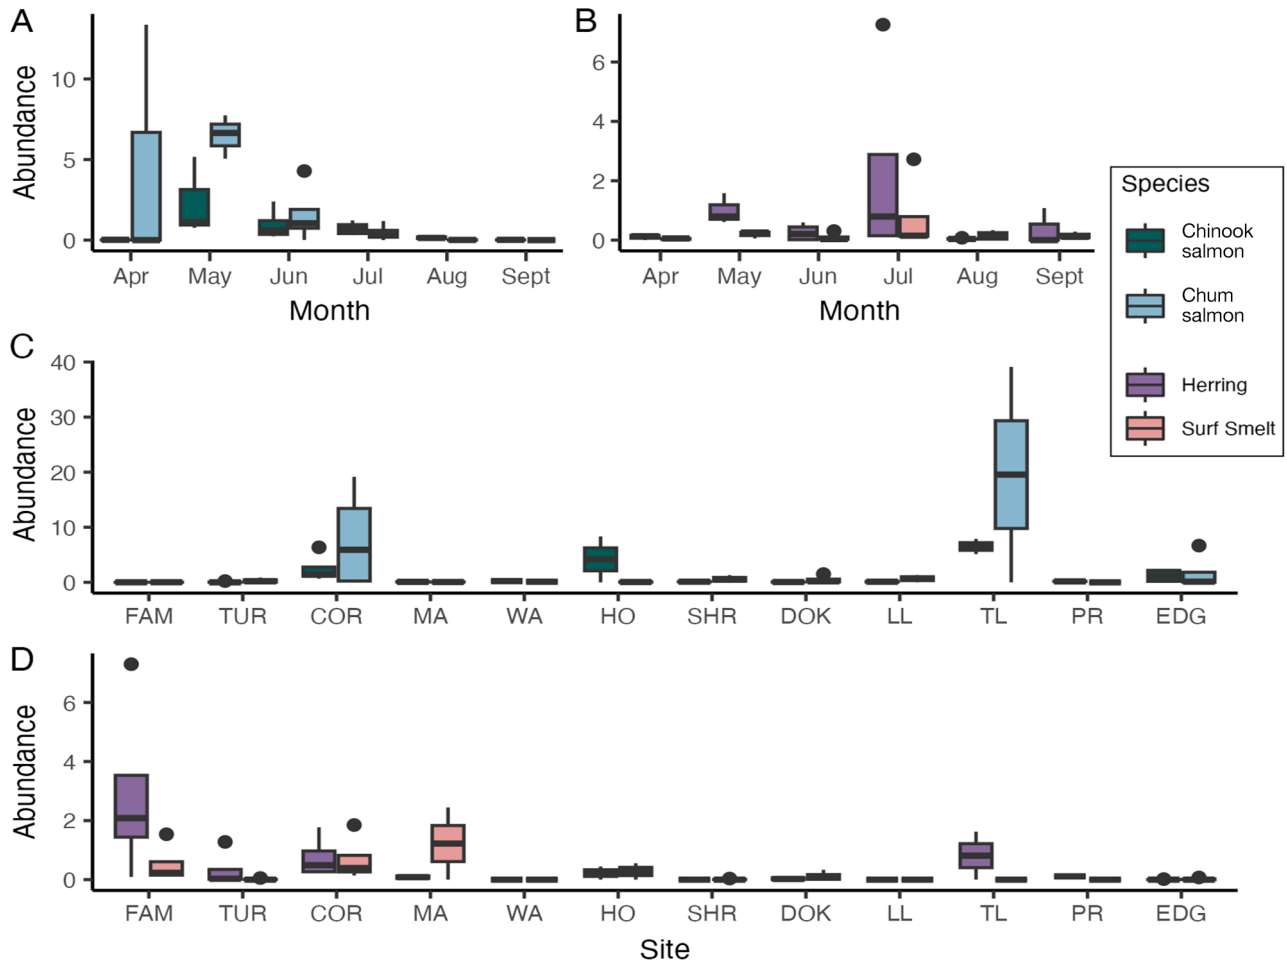 A
B
Abundance
10
5
0
Apr May Jun Jul Aug Sept
Month
6
4
2
0
Apr May Jun Jul Aug Sept
Month
Species
Chinook
salmon
Chum
salmon
Herring
Surf Smelt
C
Abundance
40
30
20
10
0
FAM TUR COR MA WA HO SHR DOK LL TL PR EDG
D
Abundance
6
4
2
0
FAM TUR COR MA WA HO SHR DOK LL TL PR EDG
Site